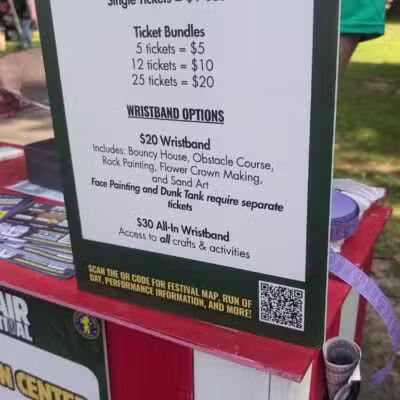 Single Tickets
Ticket Bundles
5 tickets = $5
12 tickets = $10
25 tickets = $20
WRISTBAND OPTIONS
$20 Wristband
Includes: Bouncy House, Obstacle Course,
Rock Painting, Flower Crown Making,
and Sand Art
Face Painting and Dunk Tank require separate
tickets
$30 All-In Wristband
Access to all crafts & activities
SCAN THE QR CODE FOR FESTIVAL MAP, RUN OF
DAY, PERFORMANCE INFORMATION, AND MORE!